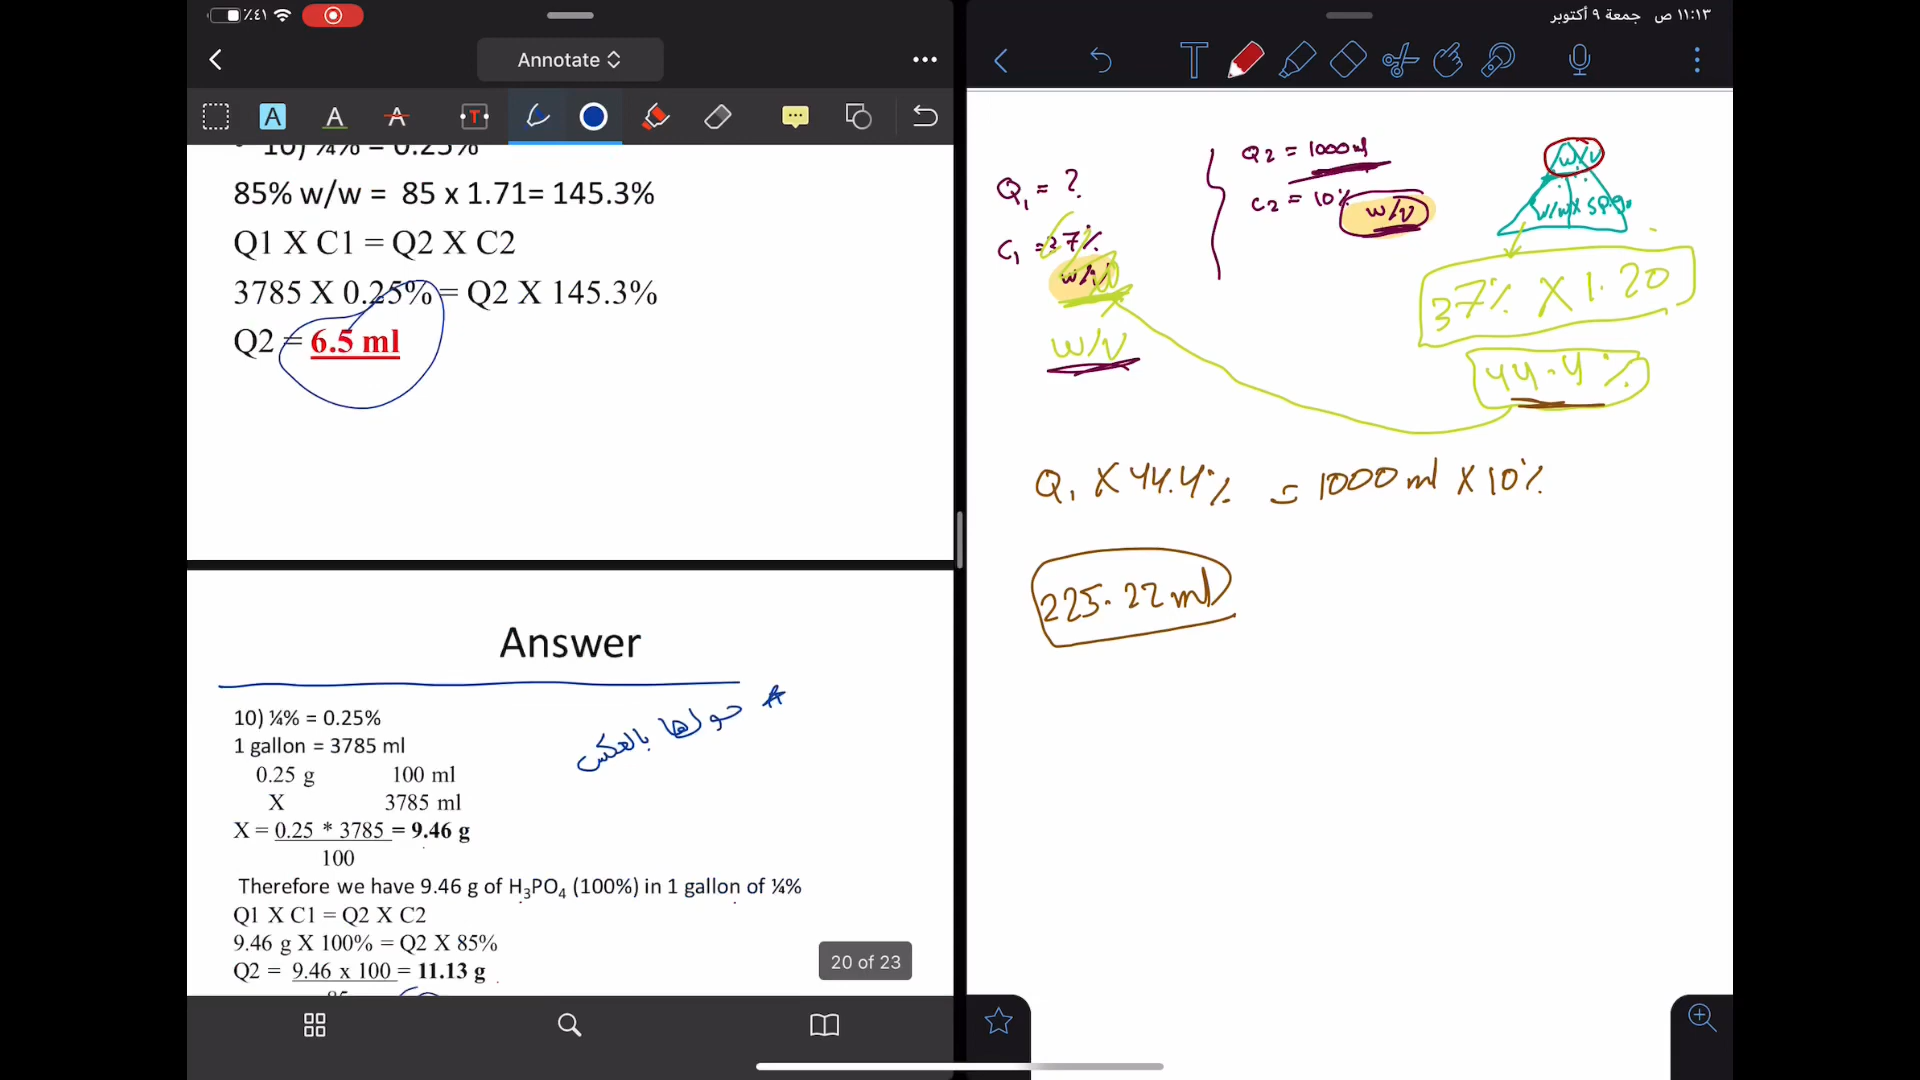 ٪٤١
Annotate
10) ¼% = 0.25%
85% w/w = 85 x 1.71= 145.3%
Q1 X C1 = Q2 X C2
3785 X 0.25% = Q2 X 145.3%
Q2 = 6.5 ml
Answer
حولها بالعكس
10) ¼% = 0.25%
1 gallon = 3785 ml
0.25 g 100 ml
X 3785 ml
X = 0.25 * 3785 = 9.46 g
100
Therefore we have 9.46 g of H₃PO₄ (100%) in 1 gallon of ¼%
Q1 X C1 = Q2 X C2
9.46 g X 100% = Q2 X 85%
Q2 = 9.46 x 100 = 11.13 g
85
20 of 23
١١:١٣ ص جمعة ٩ أكتوبر
Q1 = ?
C1 = 37%
w/v
Q2 = 1000 ml
C2 = 10% w/v
w/v
w/w x sp.g.
37% X 1.20
44.4%
Q1 X 44.4% = 1000 ml X 10%
225.22 ml